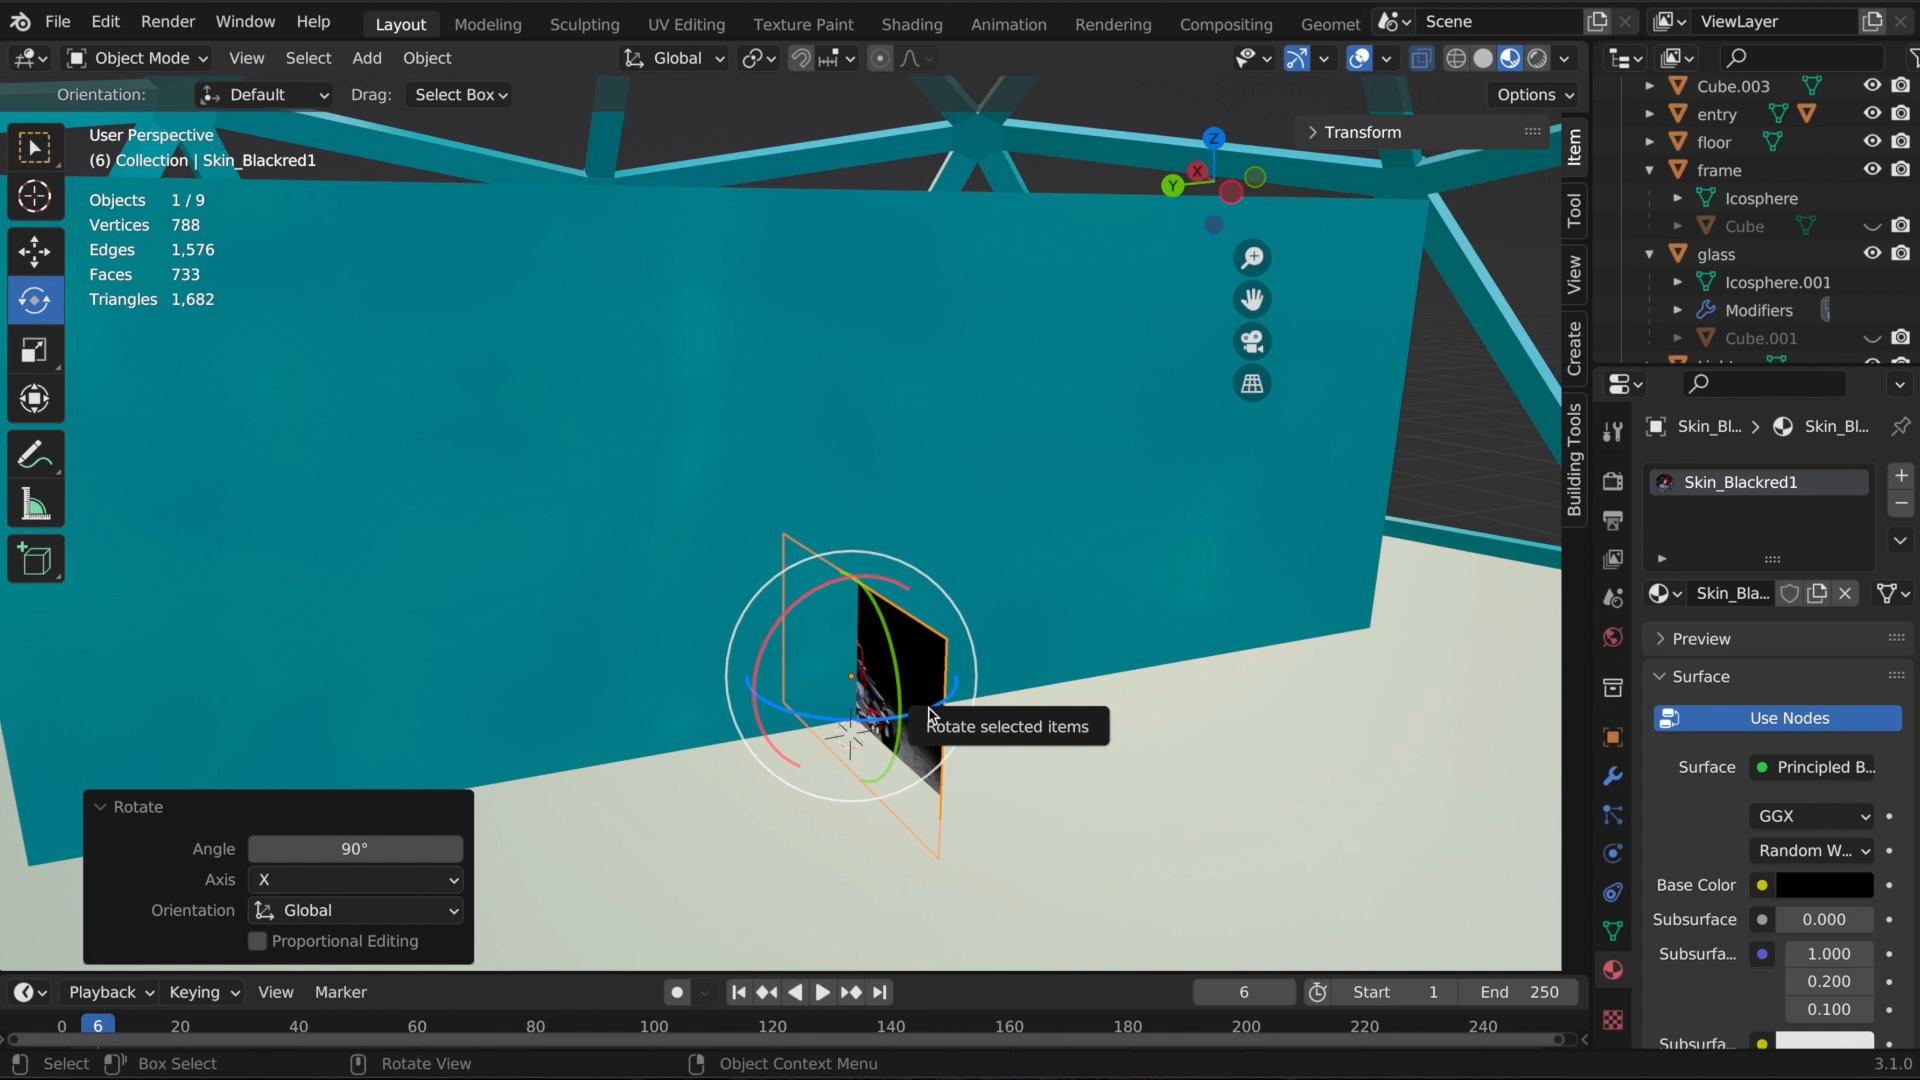 File Edit Render Window Help Layout Modeling Sculpting UV Editing Texture Paint Shading Animation Rendering Compositing Geomet Scene ViewLayer
Object Mode View Select Add Object Global
Orientation: Default Drag: Select Box Options
User Perspective
(6) Collection | Skin_Blackred1
Objects 1 / 9
Vertices 788
Edges 1,576
Faces 733
Triangles 1,682
Transform
Z
X
Y
Item
Tool
View
Create
Building Tools
Rotate selected items
Rotate
Angle 90°
Axis X
Orientation Global
Proportional Editing
Cube.003
entry
floor
frame
Icosphere
Cube
glass
Icosphere.001
Modifiers
Cube.001
Skin_Bl... Skin_Bl...
Skin_Blackred1
Skin_Bla...
Preview
Surface
Use Nodes
Surface Principled B...
GGX
Random W...
Base Color
Subsurface 0.000
Subsurfa... 1.000
0.200
0.100
Subsurfa...
Playback Keying View Marker 6 Start 1 End 250
0 6 20 40 60 80 100 120 140 160 180 200 220 240
Select Box Select Rotate View Object Context Menu 3.1.0